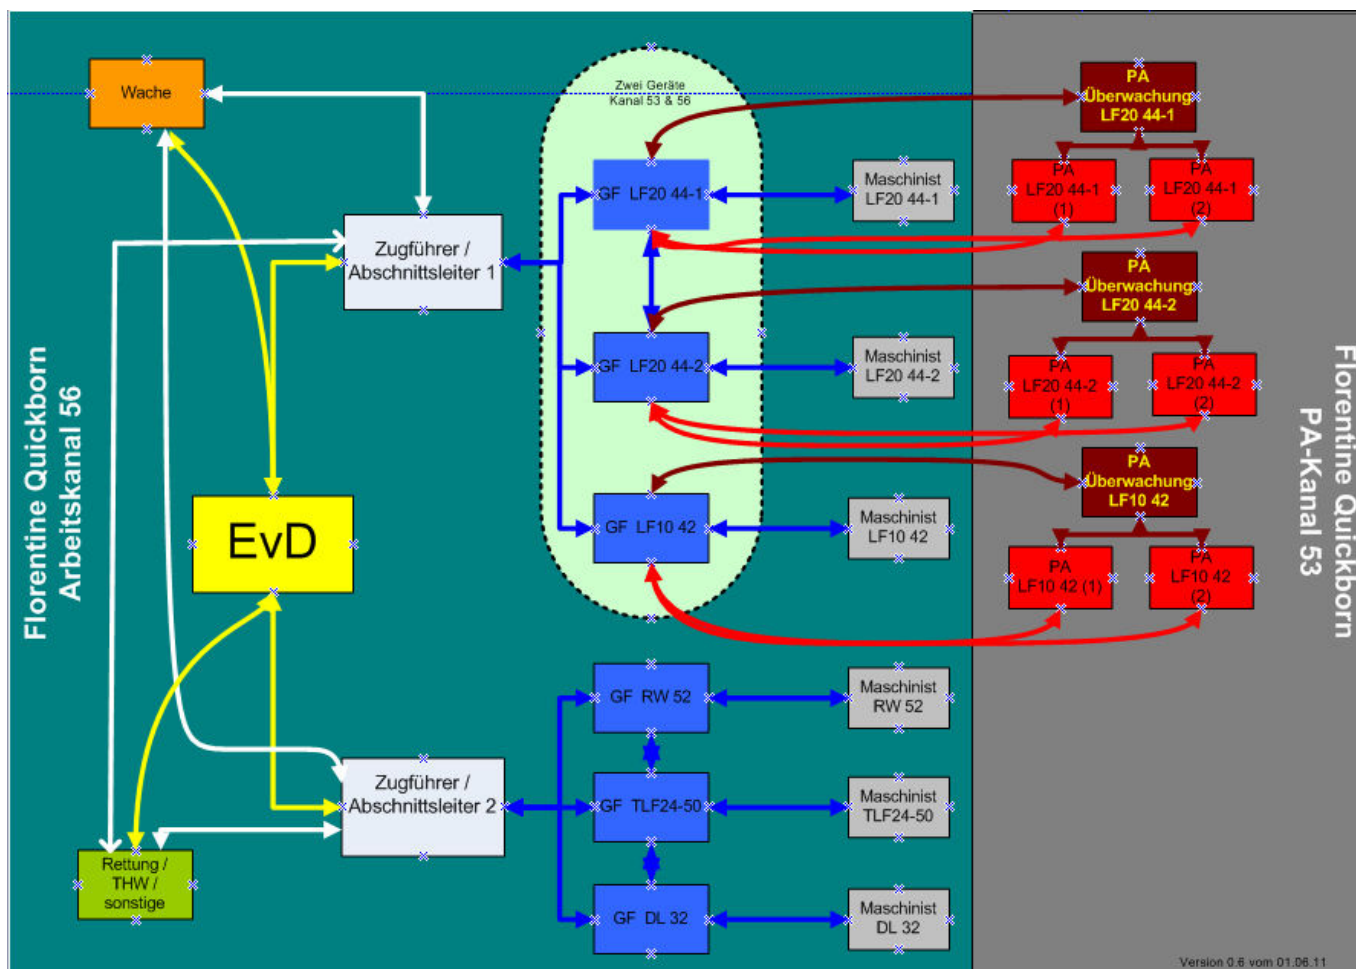 Wache
Zwei Geräte
Kanal 53 & 56
PA
Überwachung
LF20 44-1
GF LF20 44-1
Maschinist
LF20 44-1
PA
LF20 44-1
(1)
PA
LF20 44-1
(2)
Zugführer /
Abschnittsleiter 1
PA
Überwachung
LF20 44-2
GF LF20 44-2
Maschinist
LF20 44-2
PA
LF20 44-2
(1)
PA
LF20 44-2
(2)
Florentine Quickborn
Arbeitskanal 56
Florentine Quickborn
PA-Kanal 53
PA
Überwachung
LF10 42
EvD
GF LF10 42
Maschinist
LF10 42
PA
LF10 42 (1)
PA
LF10 42
(2)
GF RW 52
Maschinist
RW 52
Zugführer /
Abschnittsleiter 2
GF TLF24-50
Maschinist
TLF24-50
Rettung /
THW /
sonstige
GF DL 32
Maschinist
DL 32
Version 0.6 vom 01.06.11